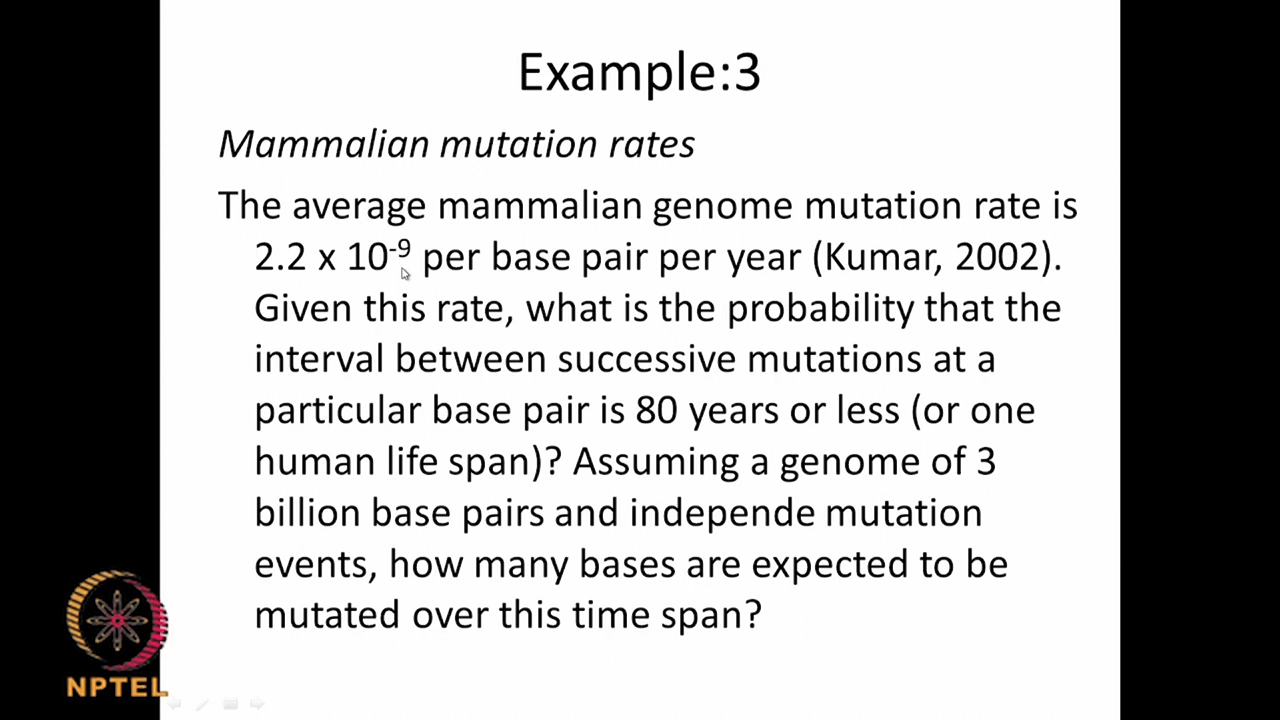 Example:3
Mammalian mutation rates
The average mammalian genome mutation rate is
2.2 x 10⁻⁹ per base pair per year (Kumar, 2002).
Given this rate, what is the probability that the
interval between successive mutations at a
particular base pair is 80 years or less (or one
human life span)? Assuming a genome of 3
billion base pairs and independe mutation
events, how many bases are expected to be
mutated over this time span?
NPTEL